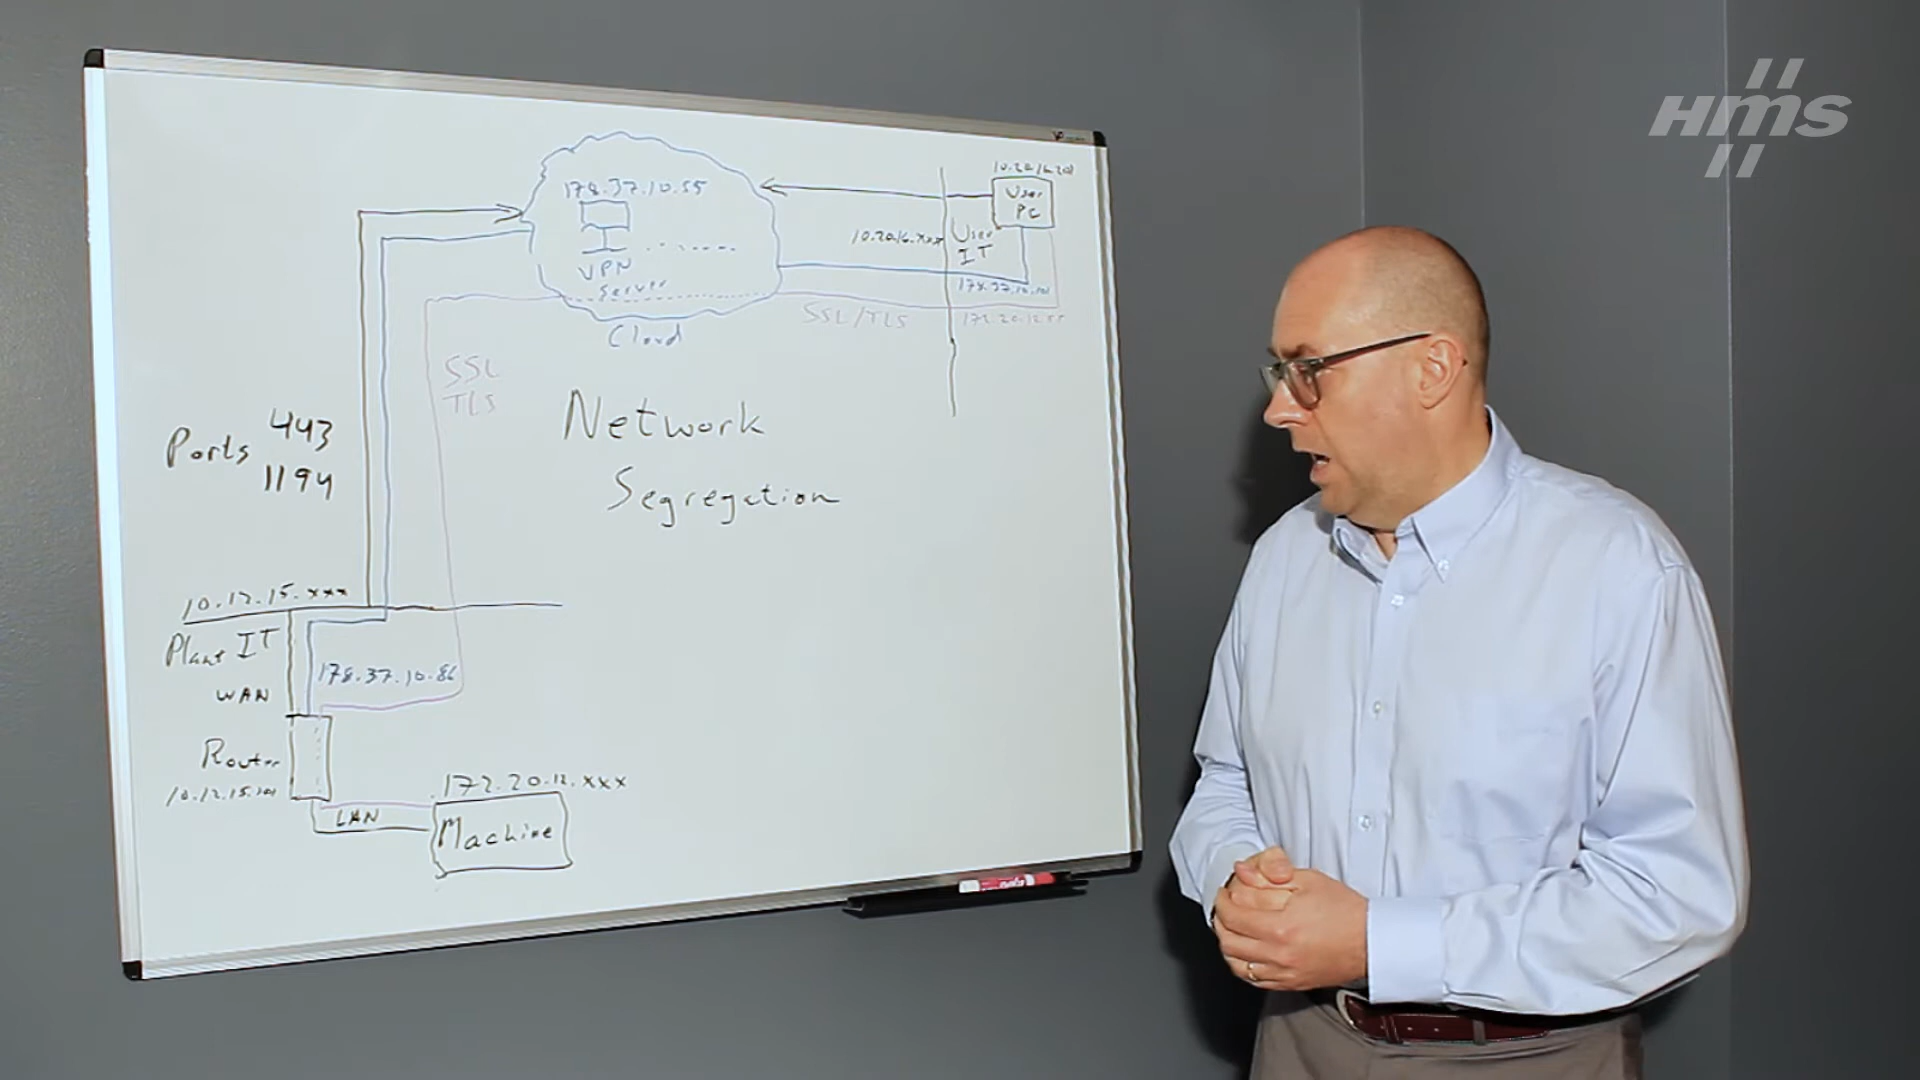 HMS
178.37.10.55
VPN
Server
Cloud
User
PC
User
IT
10.20.16.xxx
178.37.10.101
SSL/TLS
172.20.12.55
SSL
TLS
Network
Segregation
Ports 443
1194
10.12.15.xxx
Plant IT
WAN
178.37.10.86
Router
10.12.15.101
LAN
172.20.12.xxx
Machine